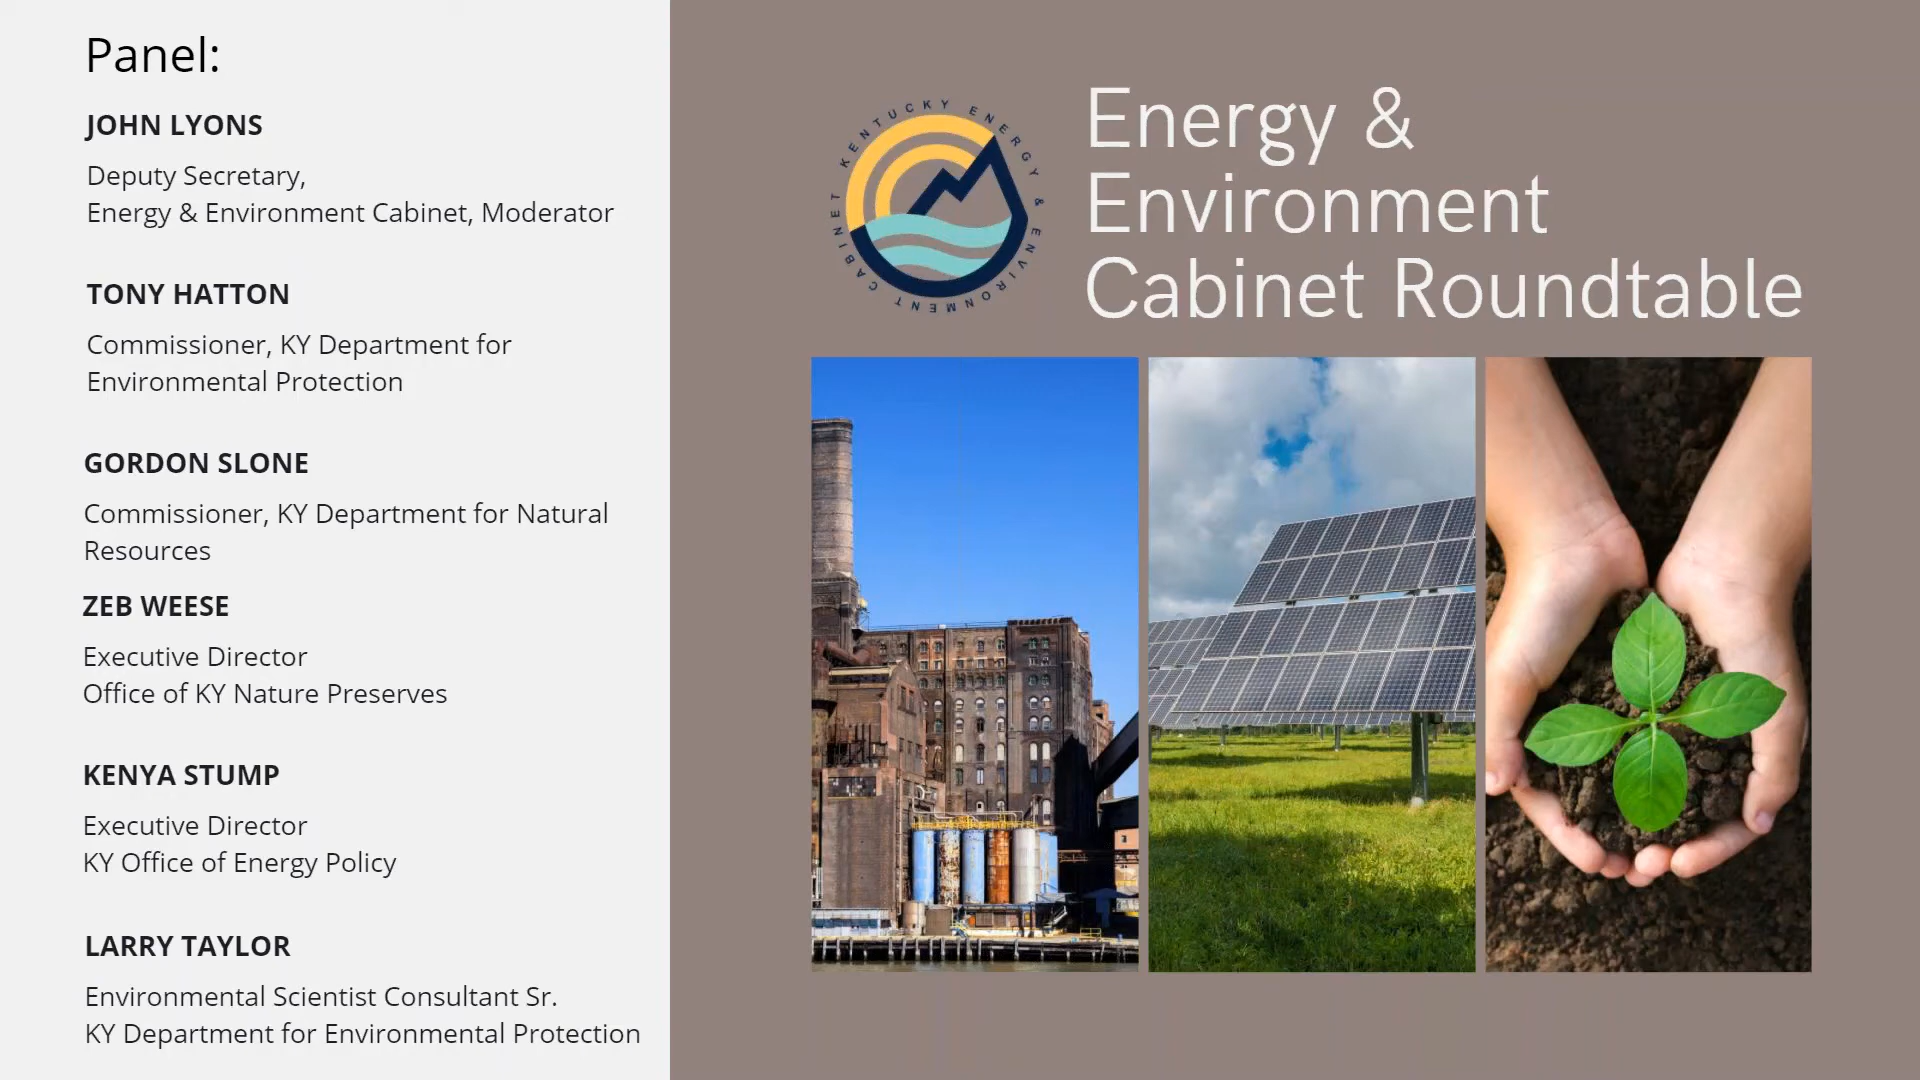 Panel:
JOHN LYONS
Deputy Secretary,
Energy & Environment Cabinet, Moderator
TONY HATTON
Commissioner, KY Department for
Environmental Protection
GORDON SLONE
Commissioner, KY Department for Natural
Resources
ZEB WEESE
Executive Director
Office of KY Nature Preserves
KENYA STUMP
Executive Director
KY Office of Energy Policy
LARRY TAYLOR
Environmental Scientist Consultant Sr.
KY Department for Environmental Protection
KENTUCKY ENERGY & ENVIRONMENT CABINET
Energy &
Environment
Cabinet Roundtable